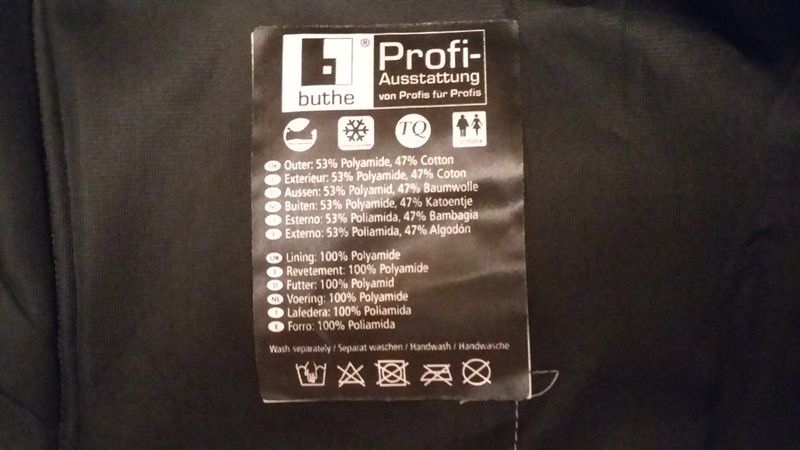 buthe ®
Profi-
Ausstattung
von Profis für Profis
TQ
Outer: 53% Polyamide, 47% Cotton
Exterieur: 53% Polyamide, 47% Coton
Aussen: 53% Polyamid, 47% Baumwolle
Buiten: 53% Polyamide, 47% Katoentje
Esterno: 53% Poliamida, 47% Bambagia
Externo: 53% Poliamida, 47% Algodón
Lining: 100% Polyamide
F Revetement: 100% Polyamide
D Futter: 100% Polyamid
NL Voering: 100% Polyamide
I Lafedera: 100% Poliamida
E Forro: 100% Poliamida
Wash separately / Separat waschen / Handwash / Handwäsche